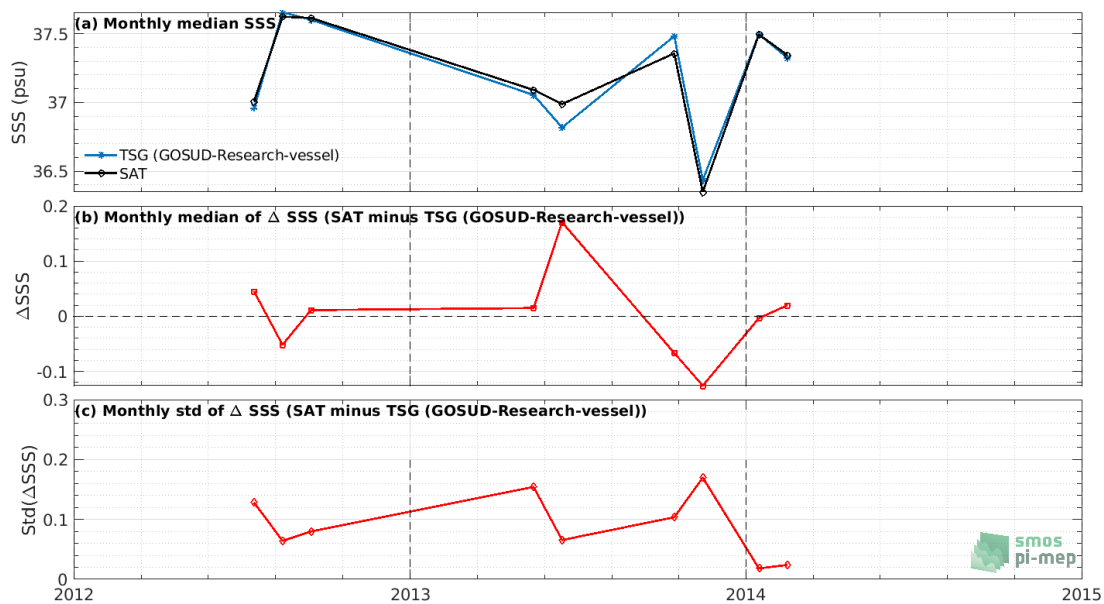 (a) Monthly median SSS
37.5
37
36.5
SSS (psu)
TSG (GOSUD-Research-vessel)
SAT
(b) Monthly median of Δ SSS (SAT minus TSG (GOSUD-Research-vessel))
0.2
0.1
0
-0.1
ΔSSS
(c) Monthly std of Δ SSS (SAT minus TSG (GOSUD-Research-vessel))
0.3
0.2
0.1
0
Std(ΔSSS)
smos
pi-mep
2012 2013 2014 2015